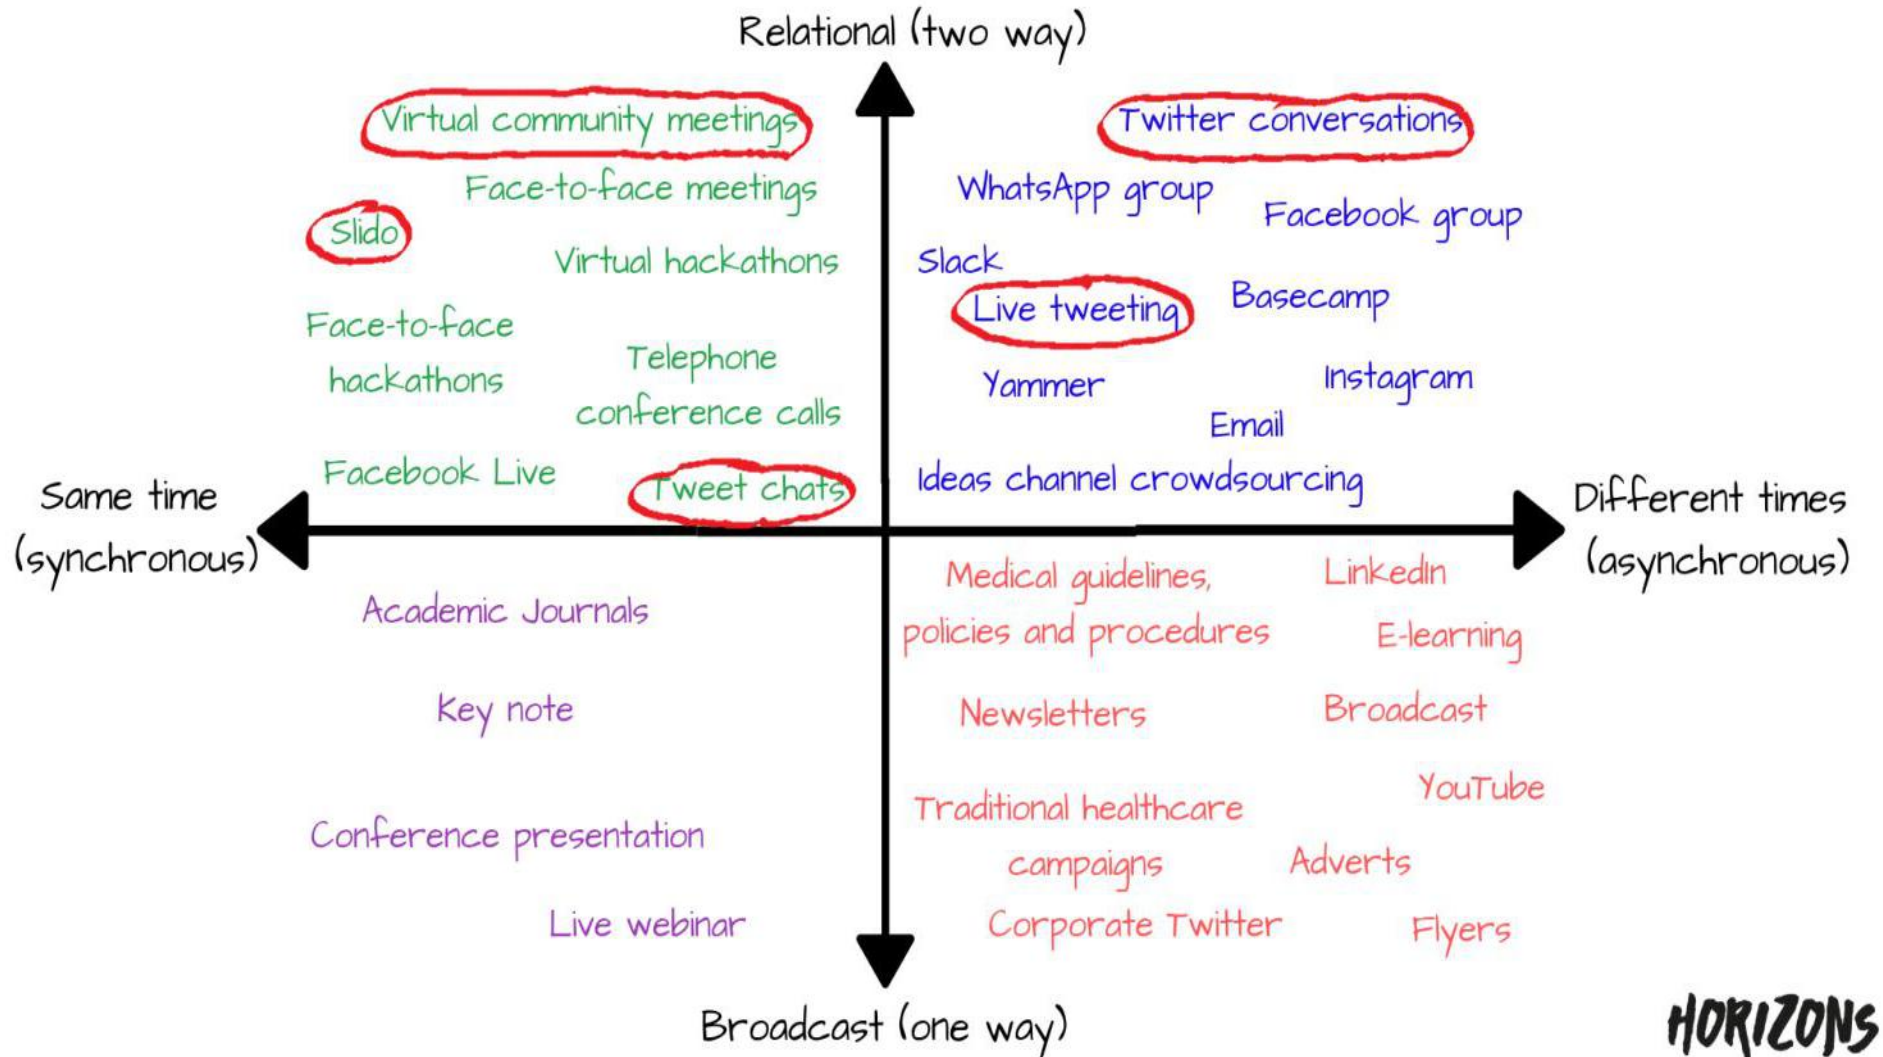 Relational (two way)
Virtual community meetings
Face-to-face meetings
Slido
Virtual hackathons
Face-to-face
hackathons
Telephone
conference calls
Facebook Live
Tweet chats
Twitter conversations
WhatsApp group
Facebook group
Slack
Live tweeting
Basecamp
Yammer
Instagram
Email
Ideas channel crowdsourcing
Same time
(synchronous)
Different times
(asynchronous)
Academic Journals
Key note
Conference presentation
Live webinar
Medical guidelines,
policies and procedures
LinkedIn
E-learning
Newsletters
Broadcast
YouTube
Traditional healthcare
campaigns
Adverts
Corporate Twitter
Flyers
Broadcast (one way)
HORIZONS